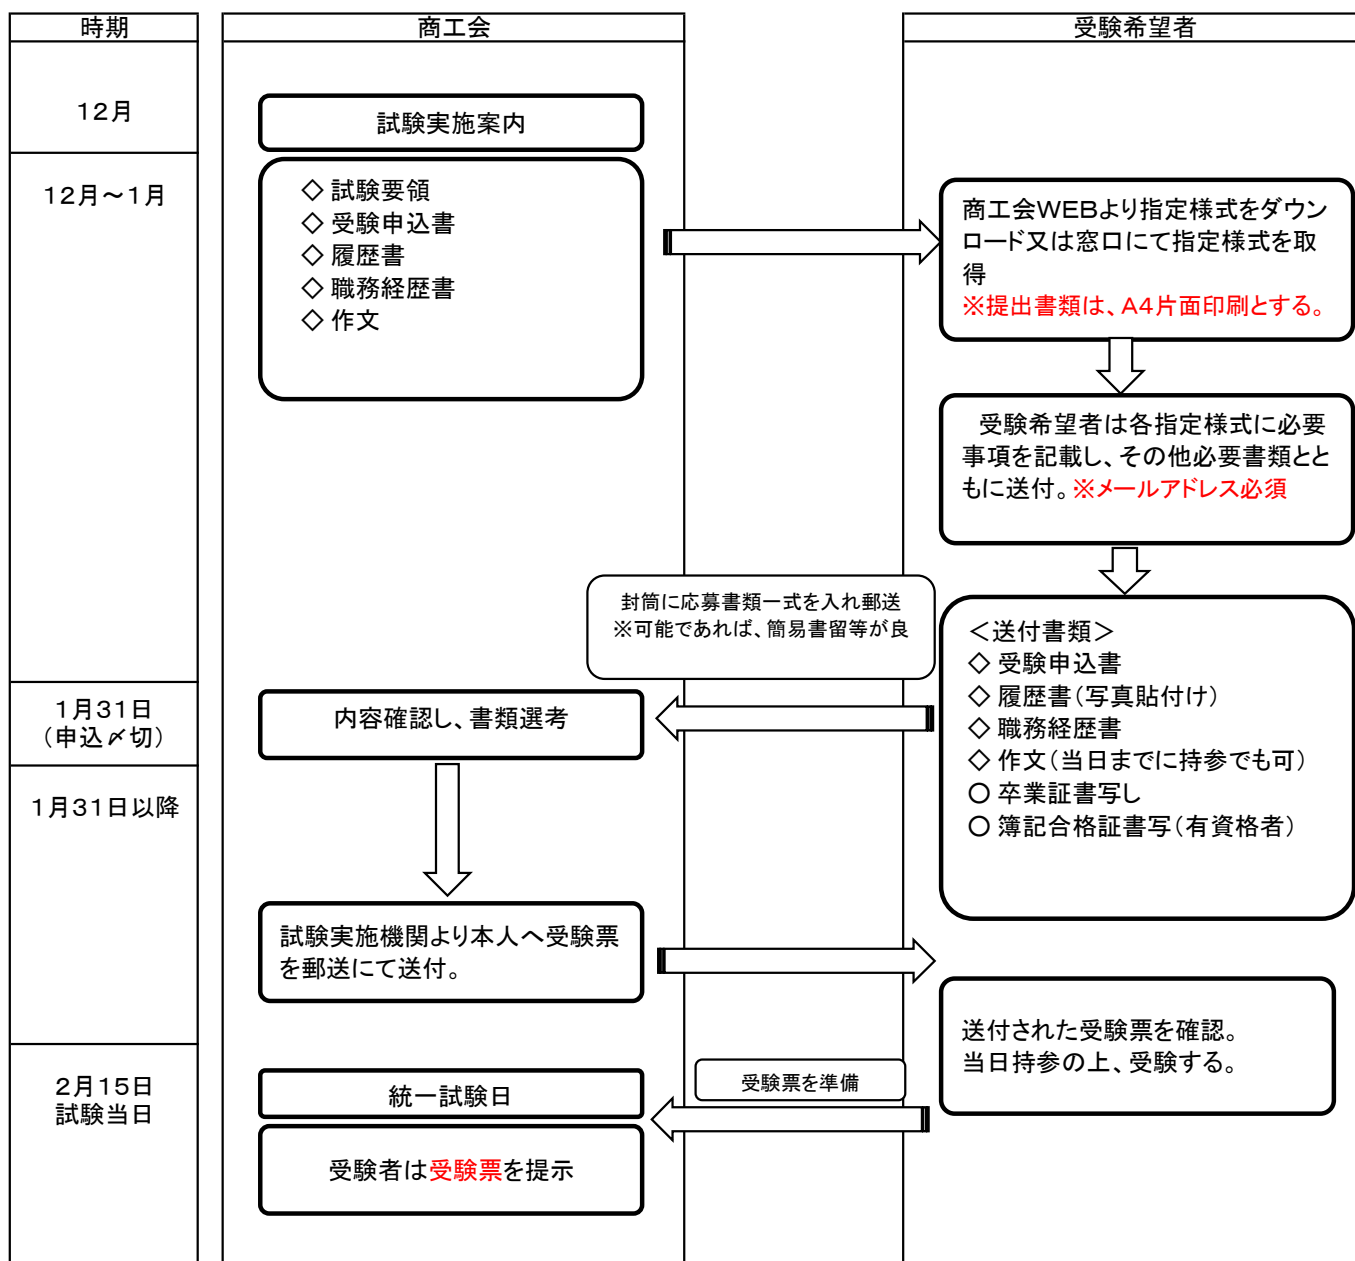 時期
商工会
受験希望者
12月
試験実施案内
12月～1月
◇ 試験要領
◇ 受験申込書
◇ 履歴書
◇ 職務経歴書
◇ 作文
商工会WEBより指定様式をダウン
ロード又は窓口にて指定様式を取
得
※提出書類は、A4片面印刷とする。
受験希望者は各指定様式に必要
事項を記載し、その他必要書類とと
もに送付。※メールアドレス必須
封筒に応募書類一式を入れ郵送
※可能であれば、簡易書留等が良
＜送付書類＞
◇ 受験申込書
◇ 履歴書（写真貼付け）
◇ 職務経歴書
◇ 作文（当日までに持参でも可）
○ 卒業証書写し
○ 簿記合格証書写（有資格者）
1月31日
（申込〆切）
内容確認し、書類選考
1月31日以降
試験実施機関より本人へ受験票
を郵送にて送付。
送付された受験票を確認。
当日持参の上、受験する。
2月15日
試験当日
統一試験日
受験票を準備
受験者は受験票を提示